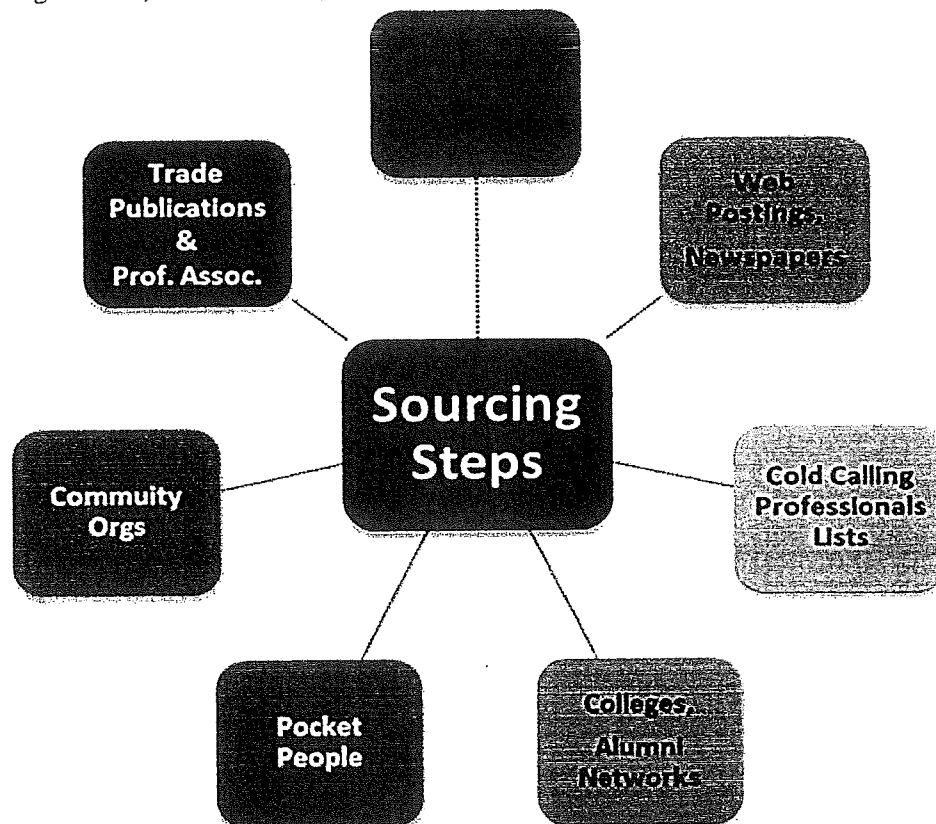 Trade
Publications
&
Prof. Assoc.
Web
Postings,
Newspapers
Sourcing
Steps
Commuity
Orgs
Cold Calling
Professionals
Lists
Pocket
People
Colleges,
Alumni
Networks